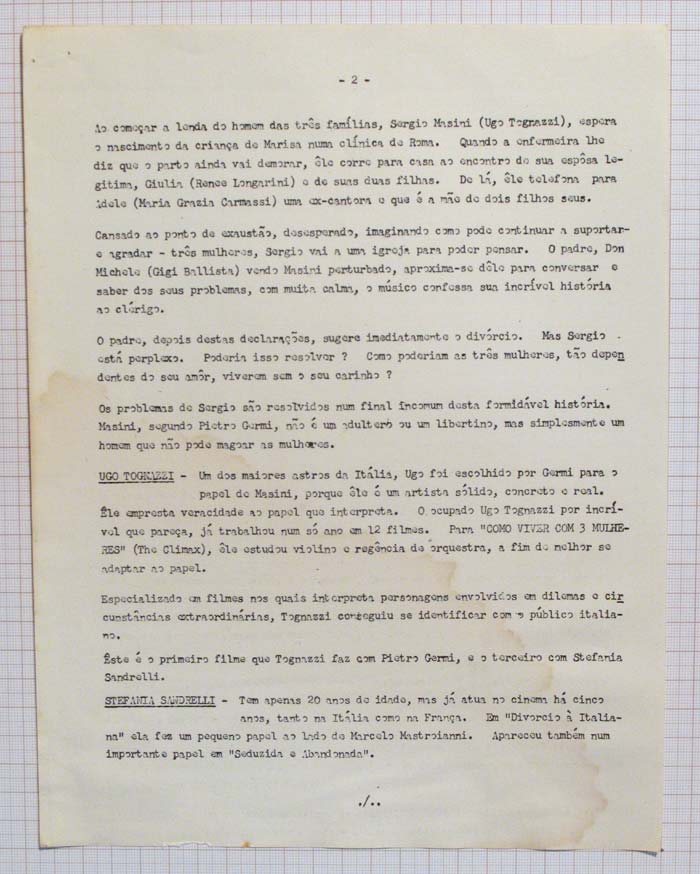 - 2 -
Ao começar a lenda do homem das três famílias, Sergio Masini (Ugo Tognazzi), espera
o nascimento da criança de Marisa numa clínica de Roma. Quando a enfermeira lhe
diz que o parto ainda vai demorar, êle corre para casa ao encontro de sua espôsa le-
gitima, Giulia (Renee Longarini) e de suas duas filhas. De lá, êle telefona para
Adele (Maria Grazia Carmassi) uma ex-cantora e que é a mãe de dois filhos seus.
Cansado ao ponto de exaustão, desesperado, imaginando como pode continuar a suportar-
e agradar - três mulheres, Sergio vai a uma igreja para poder pensar. O padre, Don
Michele (Gigi Ballista) vendo Masini perturbado, aproxima-se dêle para conversar e
saber dos seus problemas, com muita calma, o músico confessa sua incrível história
ao clérigo.
O padre, depois destas declarações, sugere imediatamente o divórcio. Mas Sergio
está perplexo. Poderia isso resolver ? Como poderiam as três mulheres, tão depen
dentes do seu amôr, viverem sem o seu carinho ?
Os problemas de Sergio são resolvidos num final incomum desta formidável história.
Masini, segundo Pietro Germi, não é um adultero ou um libertino, mas simplesmente um
homem que não pode magoar as mulheres.
UGO TOGNAZZI - Um dos maiores astros da Itália, Ugo foi escolhido por Germi para o
papel de Masini, porque êle é um artista sólido, concreto e real.
Êle empresta veracidade ao papel que interpreta. O ocupado Ugo Tognazzi por incrí-
vel que pareça, já trabalhou num só ano em 12 filmes. Para "COMO VIVER COM 3 MULHE-
RES" (The Climax), êle estudou violino e regência de orquestra, a fim de melhor se
adaptar ao papel.
Especializado em filmes nos quais interpreta personagens envolvidos em dilemas e cir
cunstâncias extraordinárias, Tognazzi conseguiu se identificar com o público italia-
no.
Êste é o primeiro filme que Tognazzi faz com Pietro Germi, e o terceiro com Stefania
Sandrelli.
STEFANIA SANDRELLI - Tem apenas 20 anos de idade, mas já atua no cinema há cinco
anos, tanto na Itália como na França. Em "Divorcio à Italia-
na" ela fez um pequeno papel ao lado de Marcelo Mastroianni. Apareceu também num
importante papel em "Seduzida e Abandonada".
./..